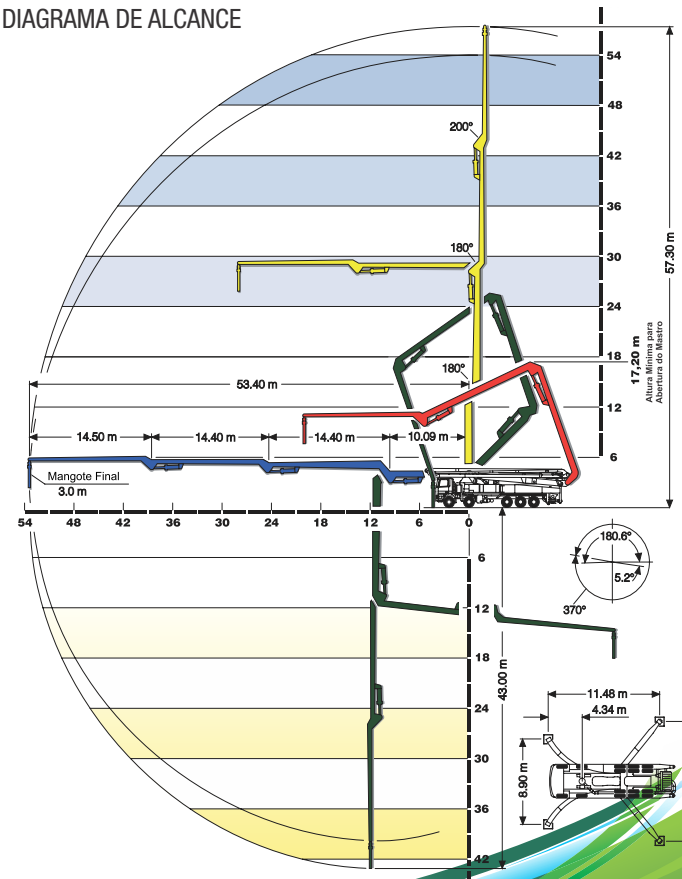 DIAGRAMA DE ALCANCE
54
48
200°
42
36
180°
30
57.30 m
24
180°
18
17,20 m
Altura Mínima para
Abertura do Mastro
53.40 m
12
14.50 m
14.40 m
14.40 m
10.09 m
6
Mangote Final
3.0 m
54
48
42
36
30
24
18
12
6
0
6
180.6°
5.2°
370°
12
18
43.00 m
11.48 m
4.34 m
24
8.90 m
30
36
42